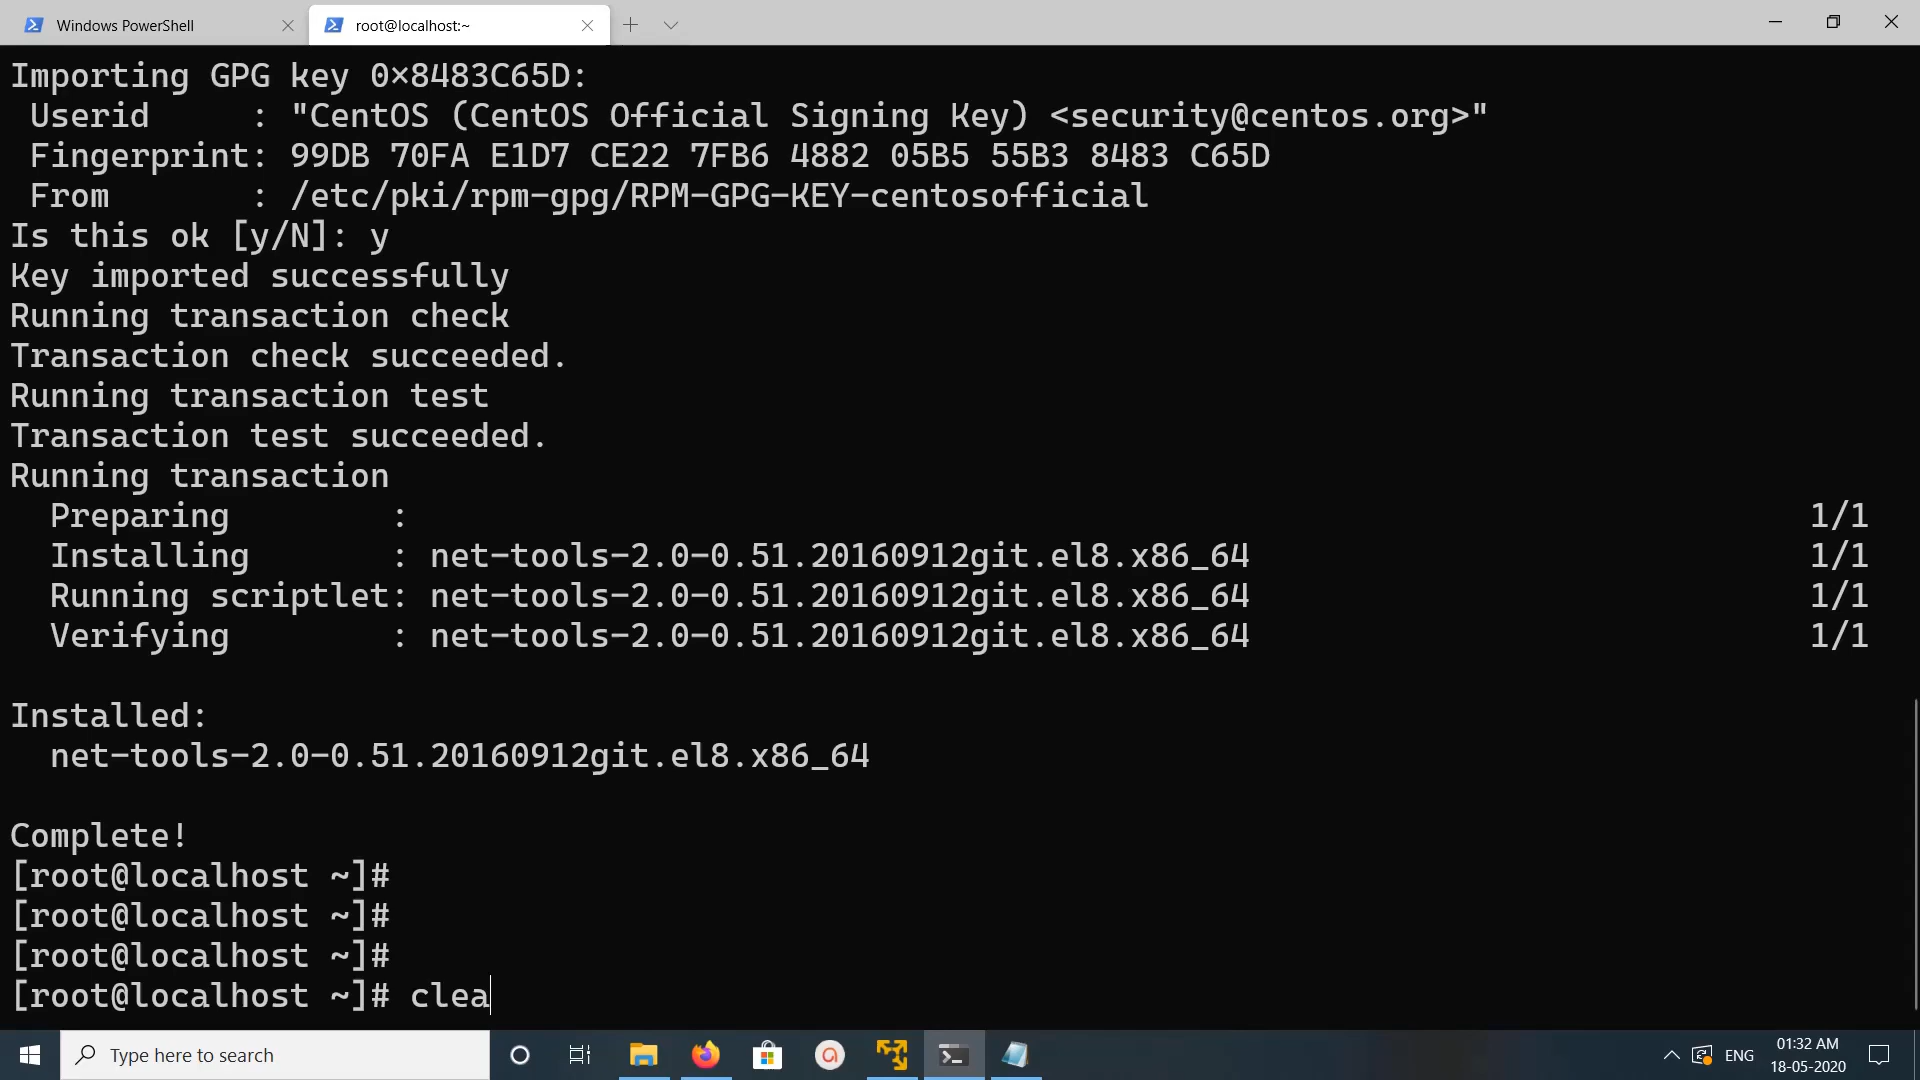 Windows PowerShell
root@localhost:~
Importing GPG key 0×8483C65D:
Userid     : "CentOS (CentOS Official Signing Key) <security@centos.org>"
Fingerprint: 99DB 70FA E1D7 CE22 7FB6 4882 05B5 55B3 8483 C65D
From       : /etc/pki/rpm-gpg/RPM-GPG-KEY-centosofficial
Is this ok [y/N]: y
Key imported successfully
Running transaction check
Transaction check succeeded.
Running transaction test
Transaction test succeeded.
Running transaction
Preparing        : 1/1
Installing       : net-tools-2.0-0.51.20160912git.el8.x86_64 1/1
Running scriptlet: net-tools-2.0-0.51.20160912git.el8.x86_64 1/1
Verifying        : net-tools-2.0-0.51.20160912git.el8.x86_64 1/1
Installed:
net-tools-2.0-0.51.20160912git.el8.x86_64
Complete!
[root@localhost ~]#
[root@localhost ~]#
[root@localhost ~]#
[root@localhost ~]# clea
Type here to search
ENG
01:32 AM
18-05-2020